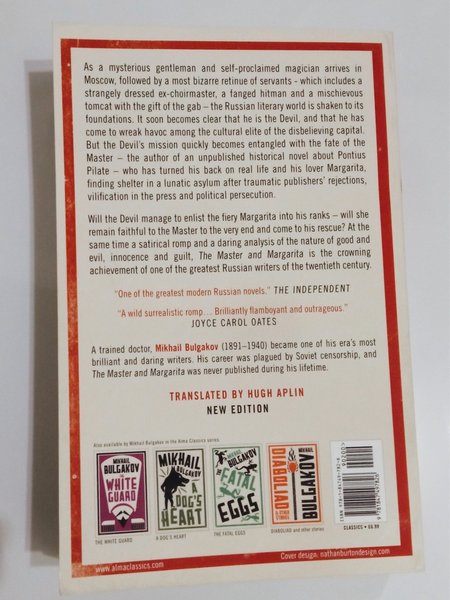 As a mysterious gentleman and self-proclaimed magician arrives in
Moscow, followed by a most bizarre retinue of servants - which includes a
strangely dressed ex-choirmaster, a fanged hitman and a mischievous
tomcat with the gift of the gab – the Russian literary world is shaken to its
foundations. It soon becomes clear that he is the Devil, and that he
has come to wreak havoc among the cultural elite of the disbelieving capital.
But the Devil's mission quickly becomes entangled with the fate of the
Master – the author of an unpublished historical novel about Pontius
Pilate – who has turned his back on real life and his lover Margarita,
finding shelter in a lunatic asylum after traumatic publishers' rejections,
vilification in the press and political persecution.
Will the Devil manage to enlist the fiery Margarita into his ranks – will she
remain faithful to the Master to the very end and come to his rescue? At the
same time a satirical romp and a daring analysis of the nature of good and
evil, innocence and guilt, The Master and Margarita is the crowning
achievement of one of the greatest Russian writers of the twentieth century.
"One of the greatest modern Russian novels." THE INDEPENDENT
"A wild surrealistic romp... Brilliantly flamboyant and outrageous."
JOYCE CAROL OATES
A trained doctor, Mikhail Bulgakov (1891–1940) became one of his era's most
brilliant and daring writers. His career was plagued by Soviet censorship, and
The Master and Margarita was never published during his lifetime.
TRANSLATED BY HUGH APLIN
NEW EDITION
Also available by Mikhail Bulgakov in the Alma Classics series:
MIKHAIL
BULGAKOV
THE
WHITE
GUARD
MIKHAIL
BULGAKOV
A
DOG'S
HEART
MIKHAIL
BULGAKOV
THE
FATAL
EGGS
DIABOLIAD
& OTHER STORIES
MIKHAIL
BULGAKOV
THE WHITE GUARD
A DOG'S HEART
THE FATAL EGGS
DIABOLIAD and other stories
CLASSICS • £6.99
www.almaclassics.com
Cover design: nathanburtondesign.com